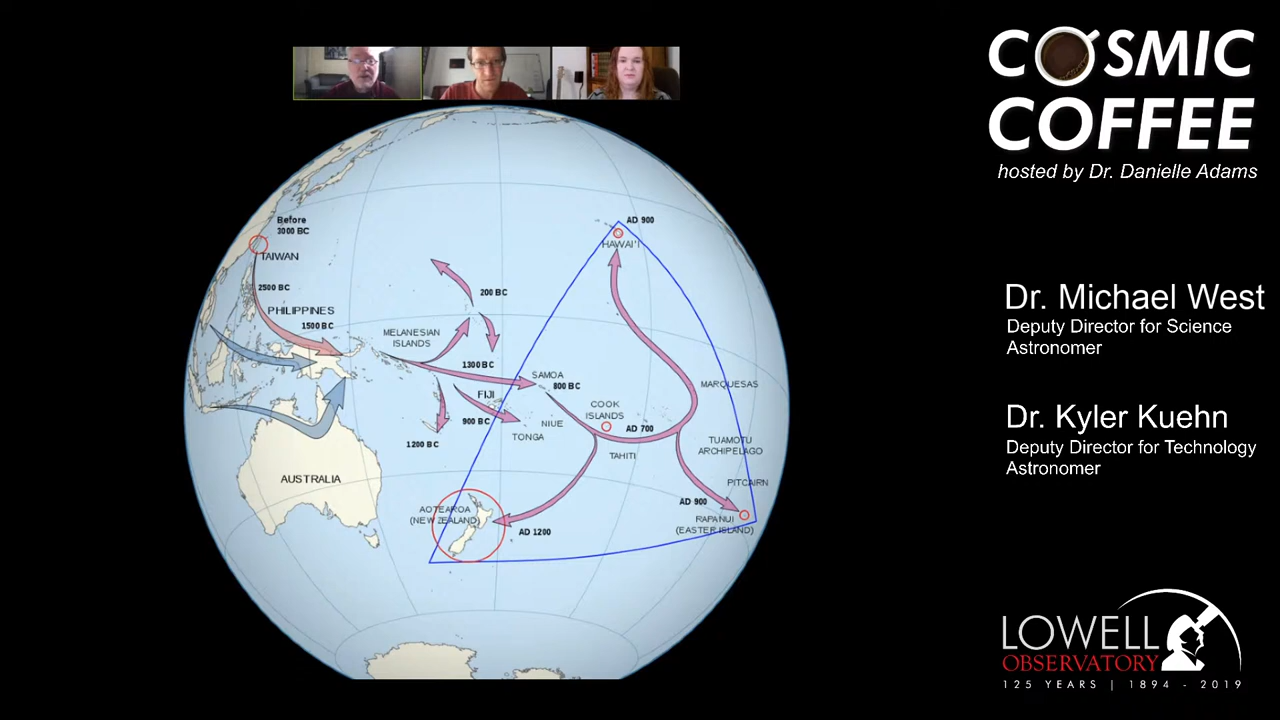 COSMIC
COFFEE
hosted by Dr. Danielle Adams
Dr. Michael West
Deputy Director for Science
Astronomer
Dr. Kyler Kuehn
Deputy Director for Technology
Astronomer
LOWELL
OBSERVATORY
125 YEARS | 1894 - 2019
Before
3000 BC
TAIWAN
2500 BC
PHILIPPINES
1500 BC
MELANESIAN
ISLANDS
200 BC
1300 BC
FIJI
900 BC
1200 BC
SAMOA
800 BC
NIUE
TONGA
COOK
ISLANDS
AD 700
TAHITI
AD 900
HAWAI'I
MARQUESAS
TUAMOTU
ARCHIPELAGO
PITCAIRN
AD 900
RAPANUI
(EASTER ISLAND)
AUSTRALIA
AOTEAROA
(NEW ZEALAND)
AD 1200